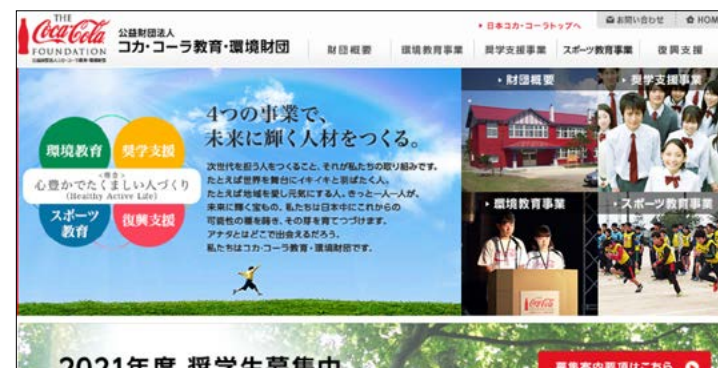 THE
Coca-Cola
FOUNDATION
公益財団法人
コカ・コーラ教育・環境財団
日本コカ・コーラトップへ
お問い合わせ
HOM
財団概要
環境教育事業
奨学支援事業
スポーツ教育事業
復興支援
環境教育
奨学支援
<理念>
心豊かでたくましい人づくり
(Healthy Active Life)
スポーツ
教育
復興支援
4つの事業で、
未来に輝く人材をつくる。
次世代を担う人をつくること、それが私たちの取り組みです。
たとえば世界を舞台にイキイキと羽ばたく人。
たとえば地域を愛し元気にする人。きっと一人一人が、
未来に輝く宝もの。私たちは日本中にこれからの
可能性の種を蒔き、その芽を育てつづけます。
アナタとはどこで出会えるだろう。
私たちはコカ・コーラ教育・環境財団です。
財団概要
奨学支援事業
環境教育事業
スポーツ教育事業
Coca-Cola
2021年度 奨学生募集中
募集案内要項はこちら